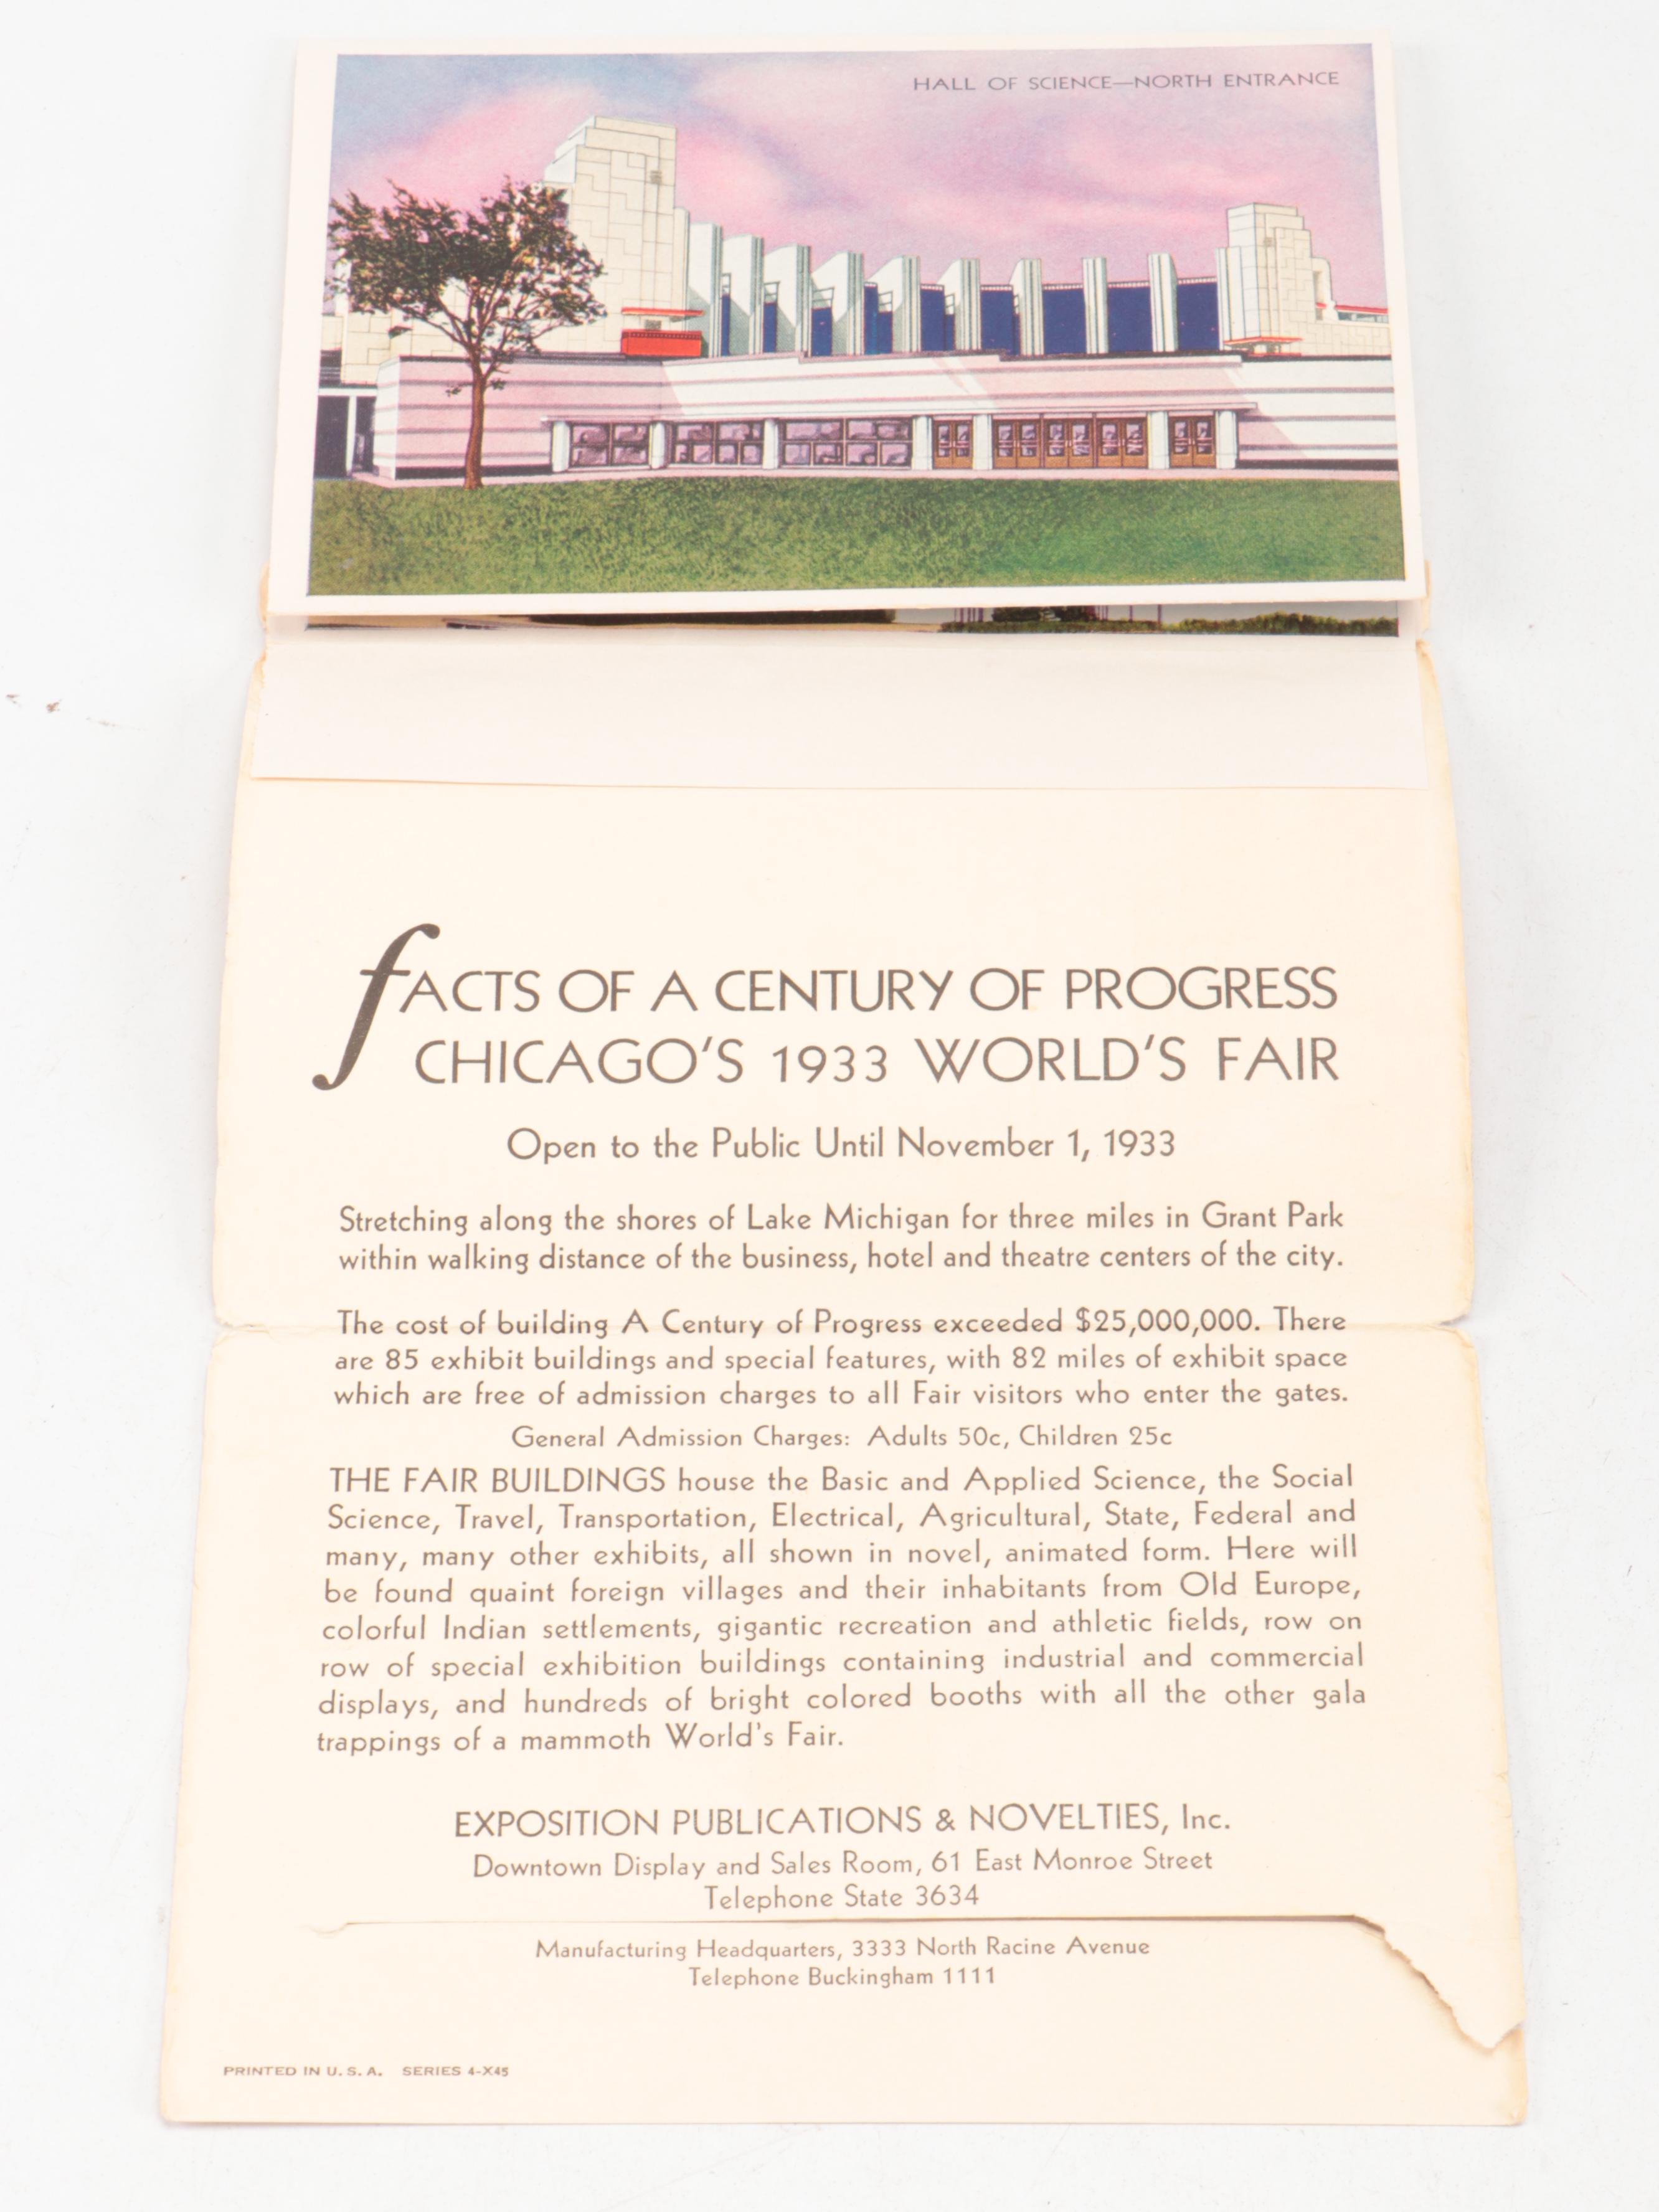 HALL OF SCIENCE—NORTH ENTRANCE
fACTS OF A CENTURY OF PROGRESS
CHICAGO'S 1933 WORLD'S FAIR
Open to the Public Until November 1, 1933
Stretching along the shores of Lake Michigan for three miles in Grant Park
within walking distance of the business, hotel and theatre centers of the city.
The cost of building A Century of Progress exceeded $25,000,000. There
are 85 exhibit buildings and special features, with 82 miles of exhibit space
which are free of admission charges to all Fair visitors who enter the gates.
General Admission Charges: Adults 50c, Children 25c
THE FAIR BUILDINGS house the Basic and Applied Science, the Social
Science, Travel, Transportation, Electrical, Agricultural, State, Federal and
many, many other exhibits, all shown in novel, animated form. Here will
be found quaint foreign villages and their inhabitants from Old Europe,
colorful Indian settlements, gigantic recreation and athletic fields, row on
row of special exhibition buildings containing industrial and commercial
displays, and hundreds of bright colored booths with all the other gala
trappings of a mammoth World's Fair.
EXPOSITION PUBLICATIONS & NOVELTIES, Inc.
Downtown Display and Sales Room, 61 East Monroe Street
Telephone State 3634
Manufacturing Headquarters, 3333 North Racine Avenue
Telephone Buckingham 1111
PRINTED IN U. S. A. SERIES 4-X45